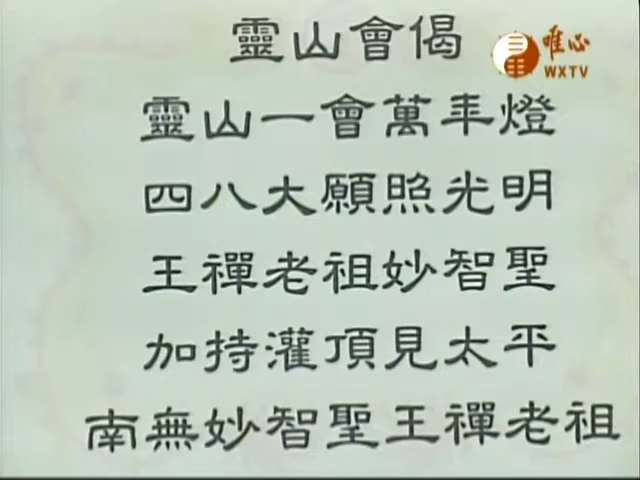 靈山會偈
唯心
WXTV
靈山一會萬年燈
四八大願照光明
王禪老祖妙智聖
加持灌頂見太平
南無妙智聖王禪老祖